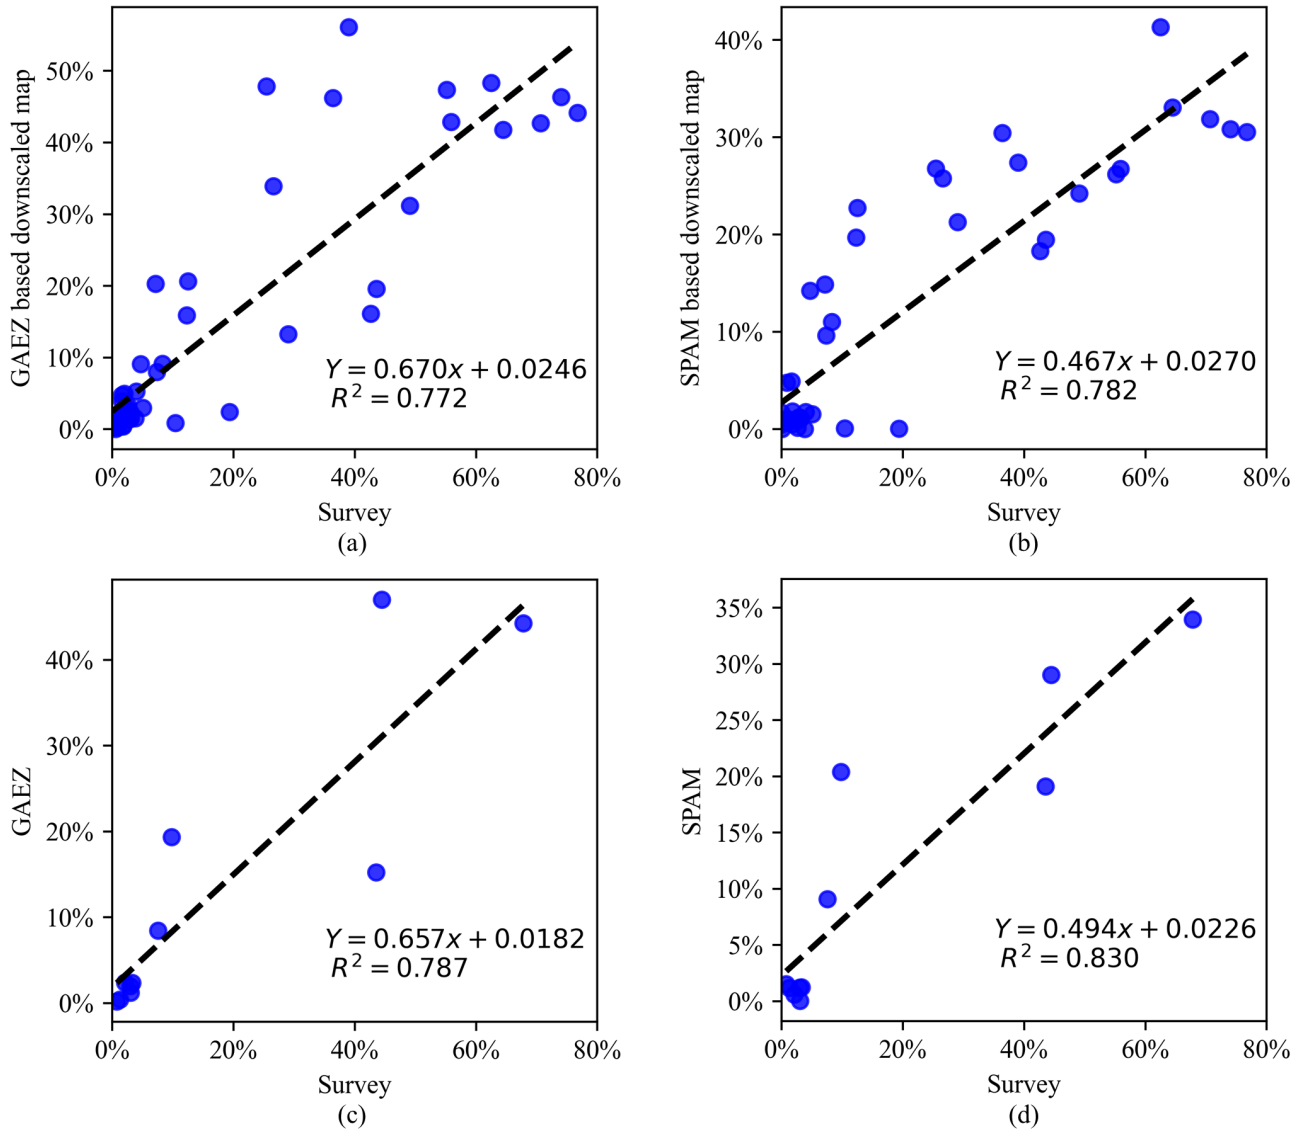 GAEZ based downscaled map
50%
40%
30%
20%
10%
0%
Y = 0.670x + 0.0246
R² = 0.772
0% 20% 40% 60% 80%
Survey
(a)
SPAM based downscaled map
40%
30%
20%
10%
0%
Y = 0.467x + 0.0270
R² = 0.782
0% 20% 40% 60% 80%
Survey
(b)
GAEZ
40%
30%
20%
10%
0%
Y = 0.657x + 0.0182
R² = 0.787
0% 20% 40% 60% 80%
Survey
(c)
SPAM
35%
30%
25%
20%
15%
10%
5%
0%
Y = 0.494x + 0.0226
R² = 0.830
0% 20% 40% 60% 80%
Survey
(d)